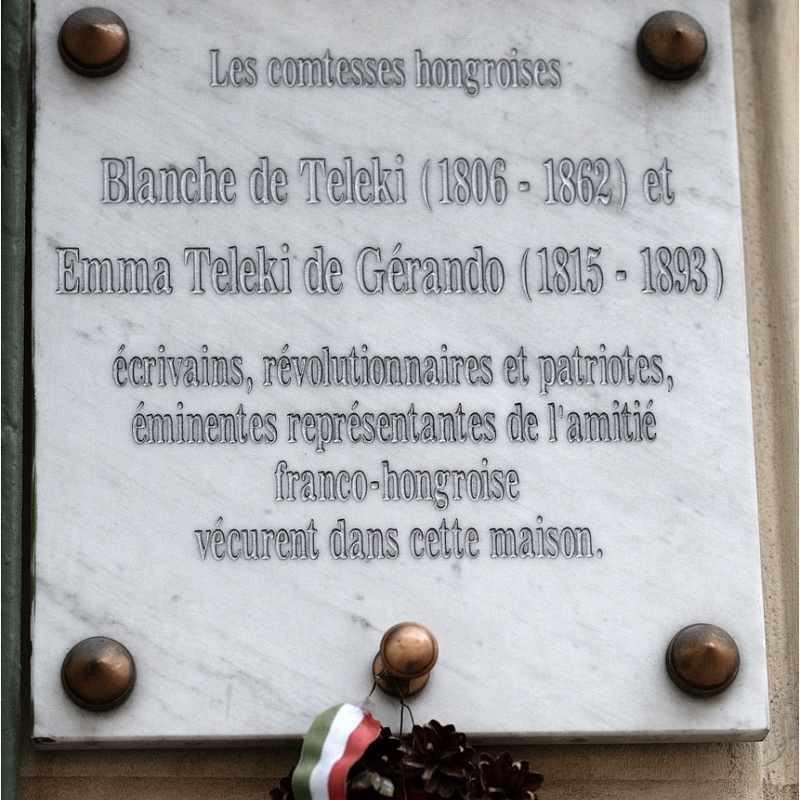 Les comtesses hongroises
Blanche de Teleki (1806 - 1862) et
Emma Teleki de Gérando (1815 - 1893)
écrivains, révolutionnaires et patriotes,
éminentes représentantes de l'amitié
franco-hongroise
vécurent dans cette maison.